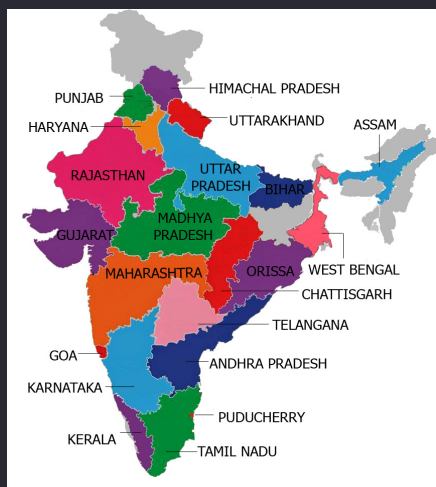 HIMACHAL PRADESH
PUNJAB
UTTARAKHAND
HARYANA
ASSAM
RAJASTHAN
UTTAR
PRADESH
BIHAR
MADHYA
PRADESH
GUJARAT
MAHARASHTRA
ORISSA
WEST BENGAL
CHATTISGARH
TELANGANA
GOA
ANDHRA PRADESH
KARNATAKA
PUDUCHERRY
KERALA
TAMIL NADU